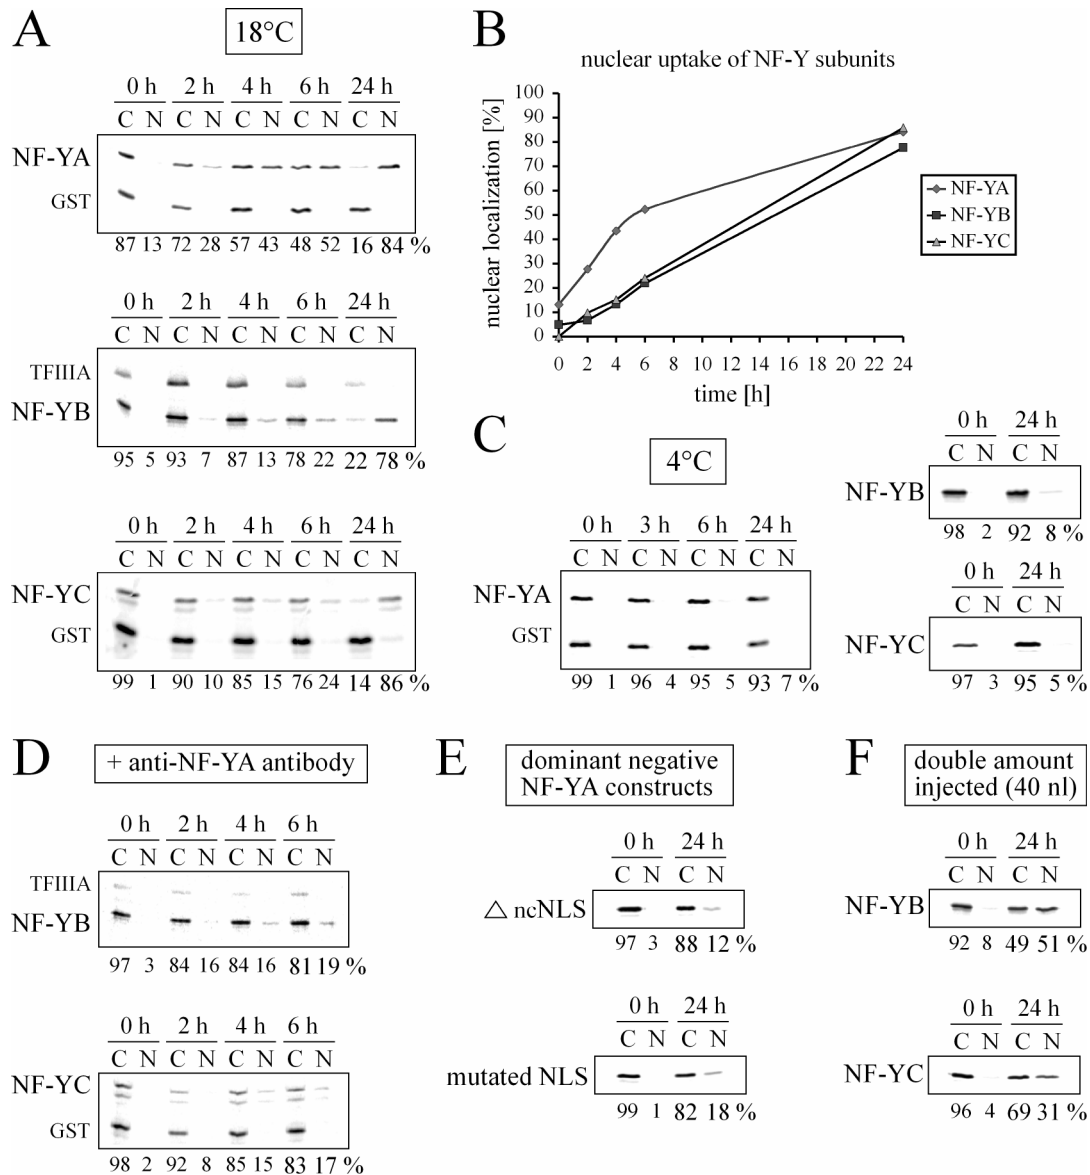 A
18°C
0 h 2 h 4 h 6 h 24 h
C N C N C N C N C N
NF-YA
GST
87 13 72 28 57 43 48 52 16 84 %
0 h 2 h 4 h 6 h 24 h
C N C N C N C N C N
TFIIIA
NF-YB
95 5 93 7 87 13 78 22 22 78 %
0 h 2 h 4 h 6 h 24 h
C N C N C N C N C N
NF-YC
GST
99 1 90 10 85 15 76 24 14 86 %
B
nuclear uptake of NF-Y subunits
nuclear localization [%]
100
90
80
70
60
50
40
30
20
10
0
0 2 4 6 8 10 12 14 16 18 20 22 24
time [h]
NF-YA
NF-YB
NF-YC
C
4°C
0 h 3 h 6 h 24 h
C N C N C N C N
NF-YA
GST
99 1 96 4 95 5 93 7 %
0 h 24 h
C N C N
NF-YB
98 2 92 8 %
0 h 24 h
C N C N
NF-YC
97 3 95 5 %
D
+ anti-NF-YA antibody
0 h 2 h 4 h 6 h
C N C N C N C N
TFIIIA
NF-YB
97 3 84 16 84 16 81 19 %
0 h 2 h 4 h 6 h
C N C N C N C N
NF-YC
GST
98 2 92 8 85 15 83 17 %
E
dominant negative
NF-YA constructs
0 h 24 h
C N C N
△ ncNLS
97 3 88 12 %
0 h 24 h
C N C N
mutated NLS
99 1 82 18 %
F
double amount
injected (40 nl)
0 h 24 h
C N C N
NF-YB
92 8 49 51 %
0 h 24 h
C N C N
NF-YC
96 4 69 31 %